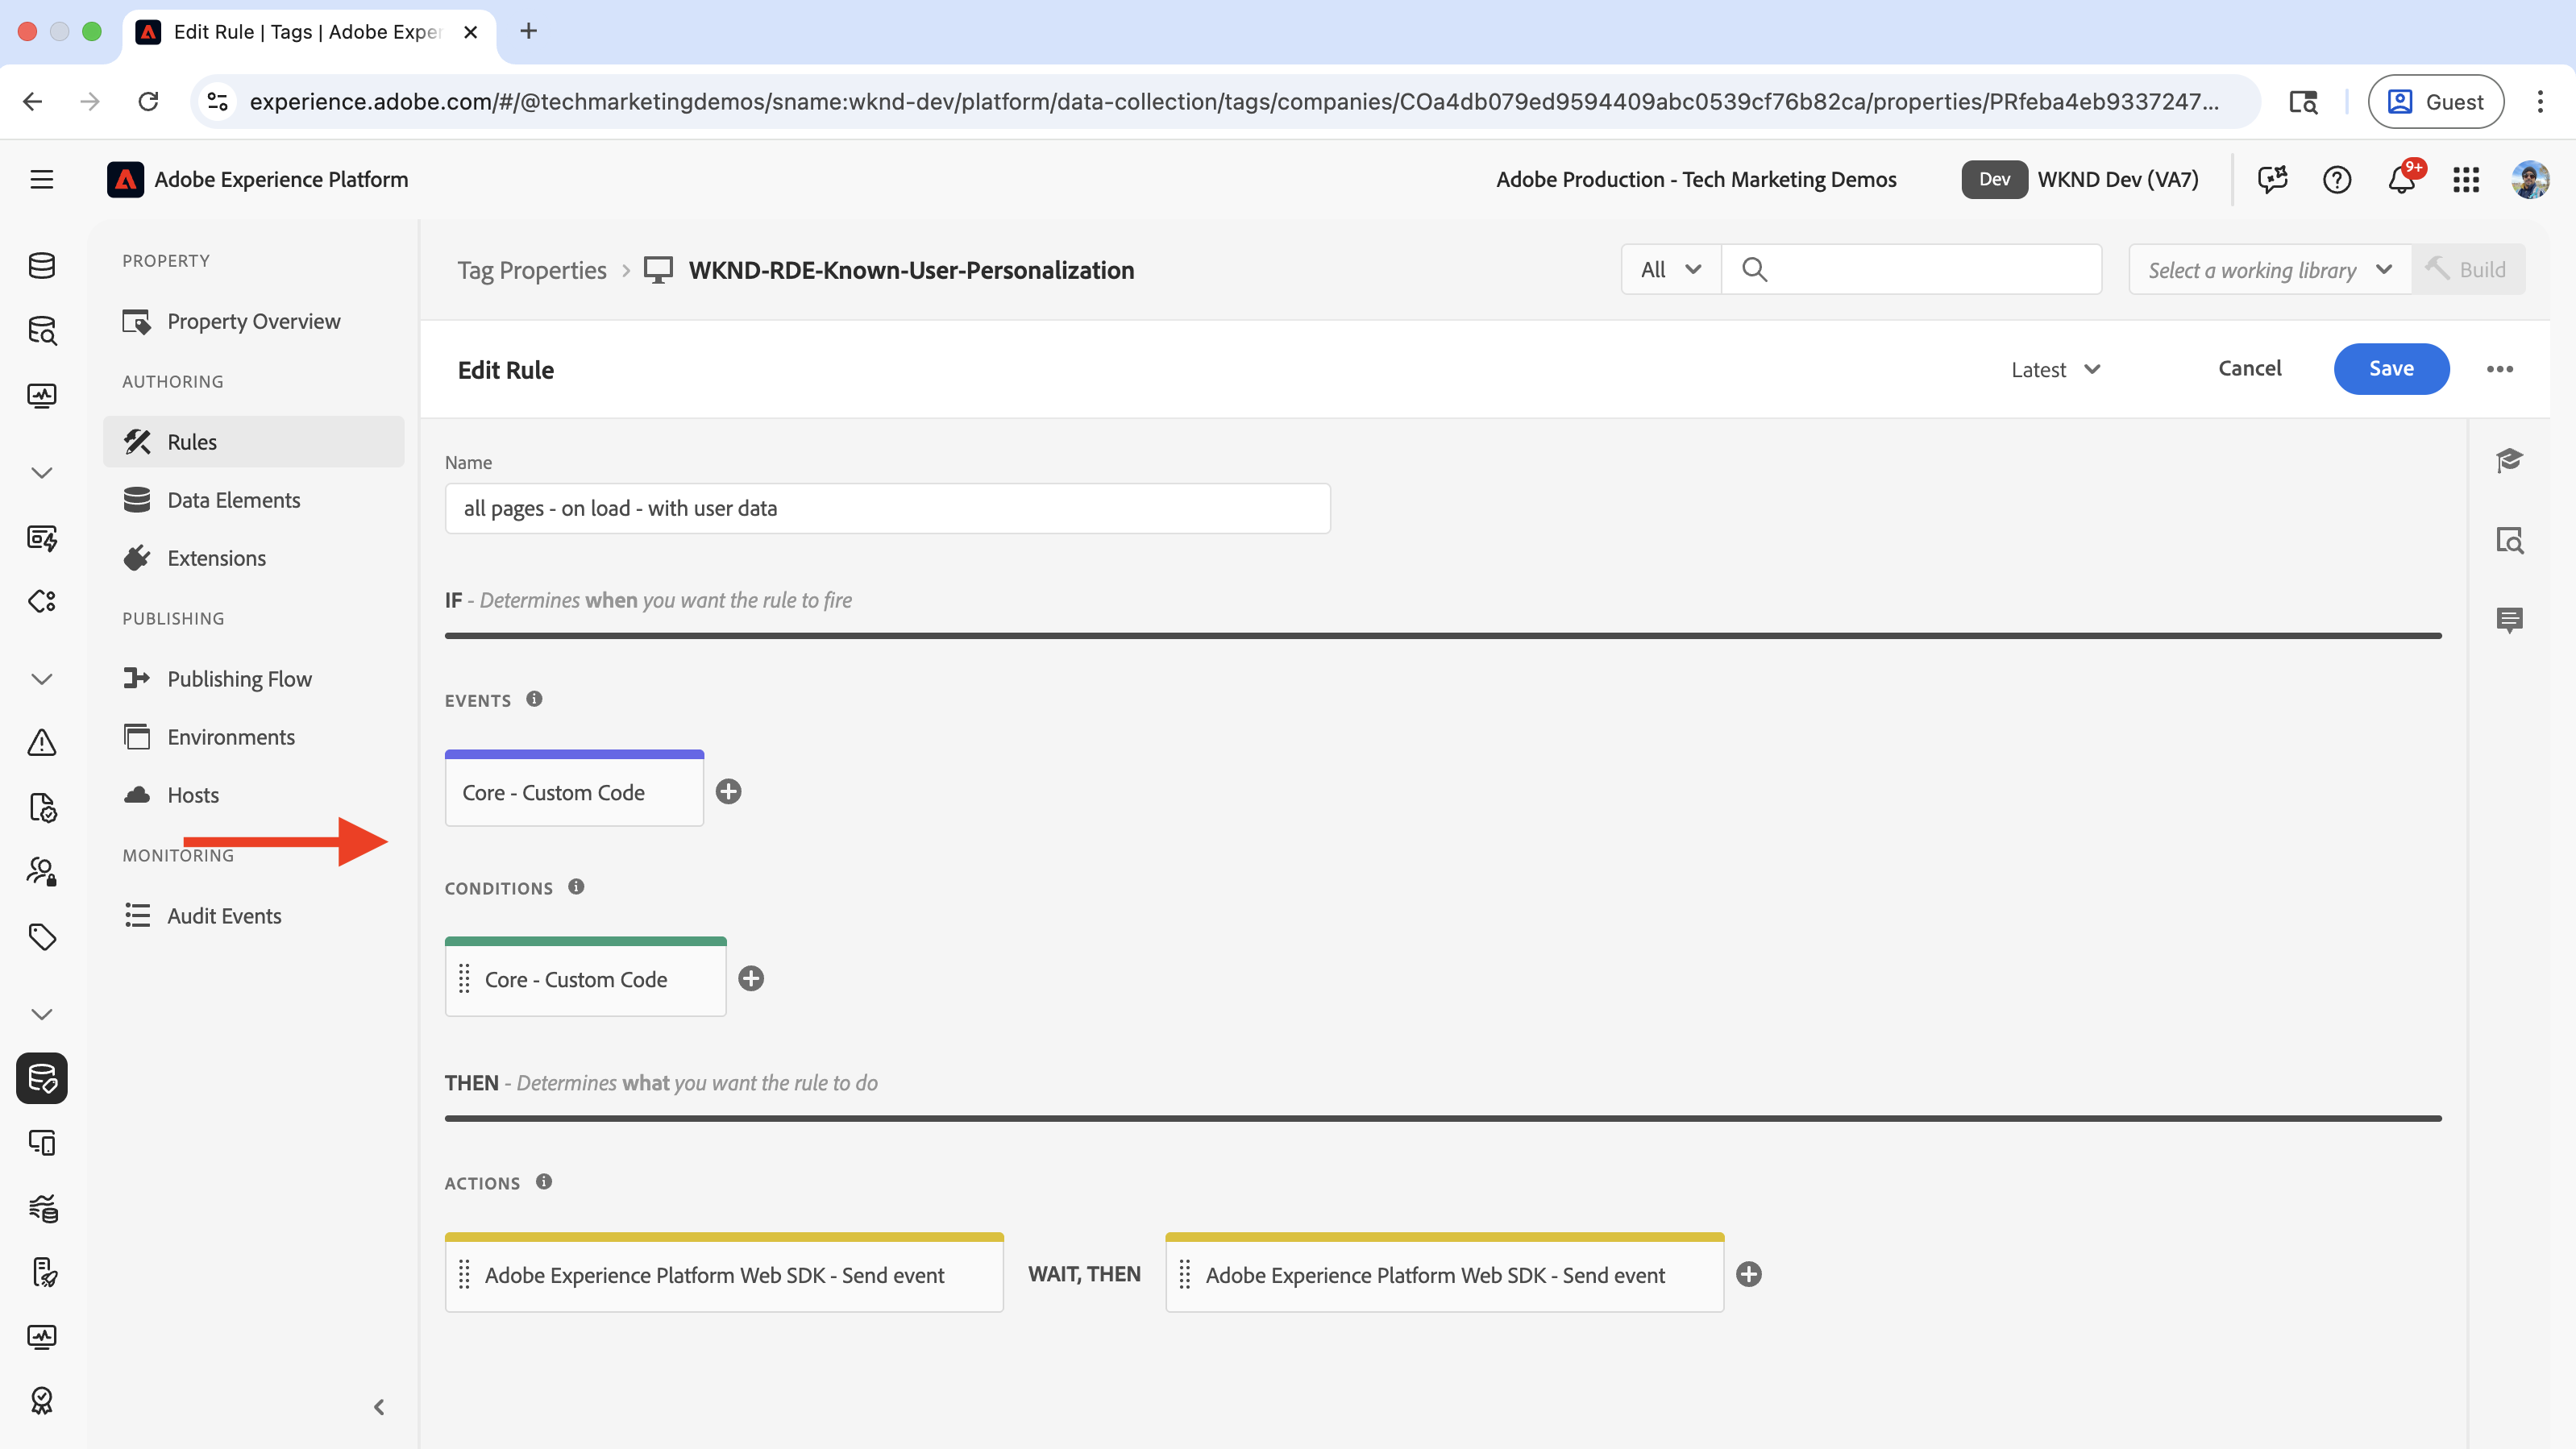 Edit Rule | Tags | Adobe Exper
experience.adobe.com/#/@techmarketingdemos/sname:wknd-dev/platform/data-collection/tags/companies/COa4db079ed9594409abc0539cf76b82ca/properties/PRfeba4eb9337247...
Guest
Adobe Experience Platform
Adobe Production - Tech Marketing Demos
Dev
WKND Dev (VA7)
9+
PROPERTY
Property Overview
AUTHORING
Rules
Data Elements
Extensions
PUBLISHING
Publishing Flow
Environments
Hosts
MONITORING
Audit Events
Tag Properties
WKND-RDE-Known-User-Personalization
All
Select a working library
Build
Edit Rule
Latest
Cancel
Save
Name
all pages - on load - with user data
IF - Determines when you want the rule to fire
EVENTS
Core - Custom Code
CONDITIONS
Core - Custom Code
THEN - Determines what you want the rule to do
ACTIONS
Adobe Experience Platform Web SDK - Send event
WAIT, THEN
Adobe Experience Platform Web SDK - Send event